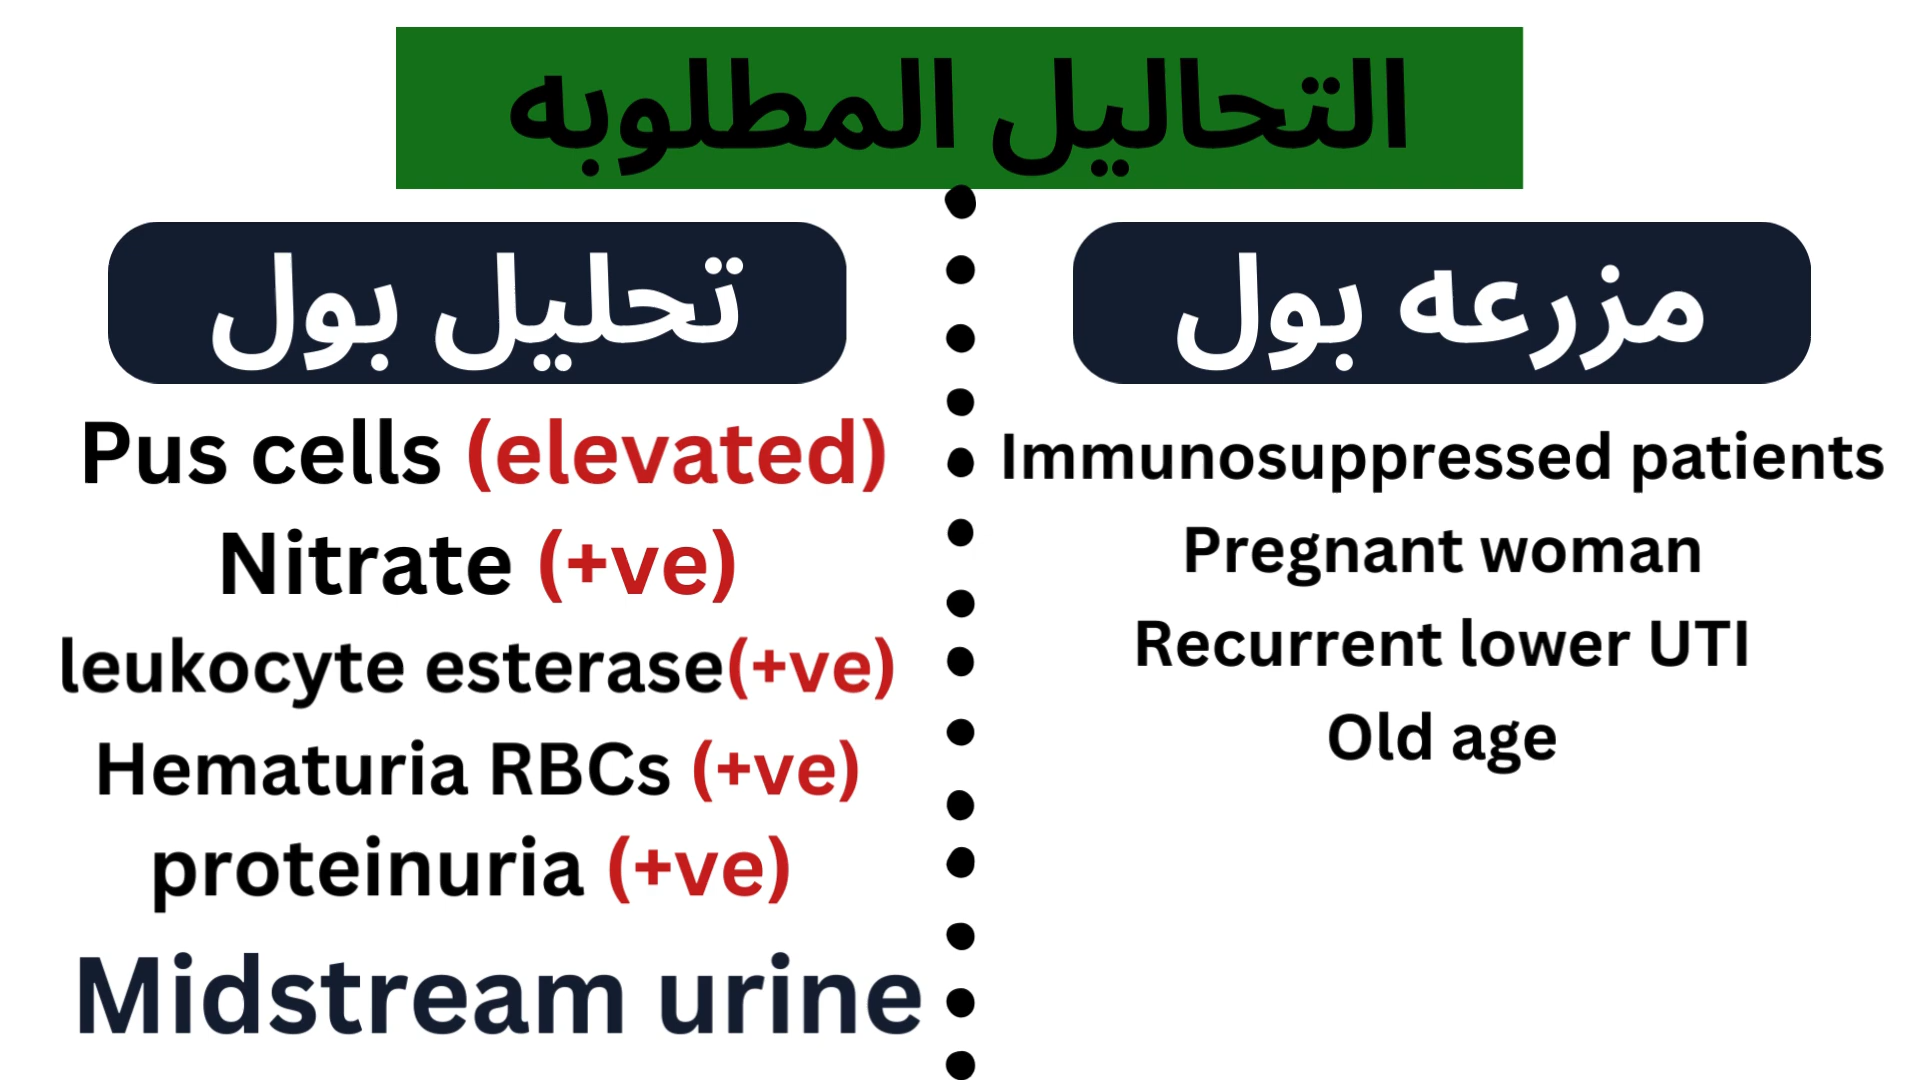 التحاليل المطلوبه
تحليل بول
Pus cells (elevated)
Nitrate (+ve)
leukocyte esterase(+ve)
Hematuria RBCs (+ve)
proteinuria (+ve)
Midstream urine
مزرعه بول
Immunosuppressed patients
Pregnant woman
Recurrent lower UTI
Old age